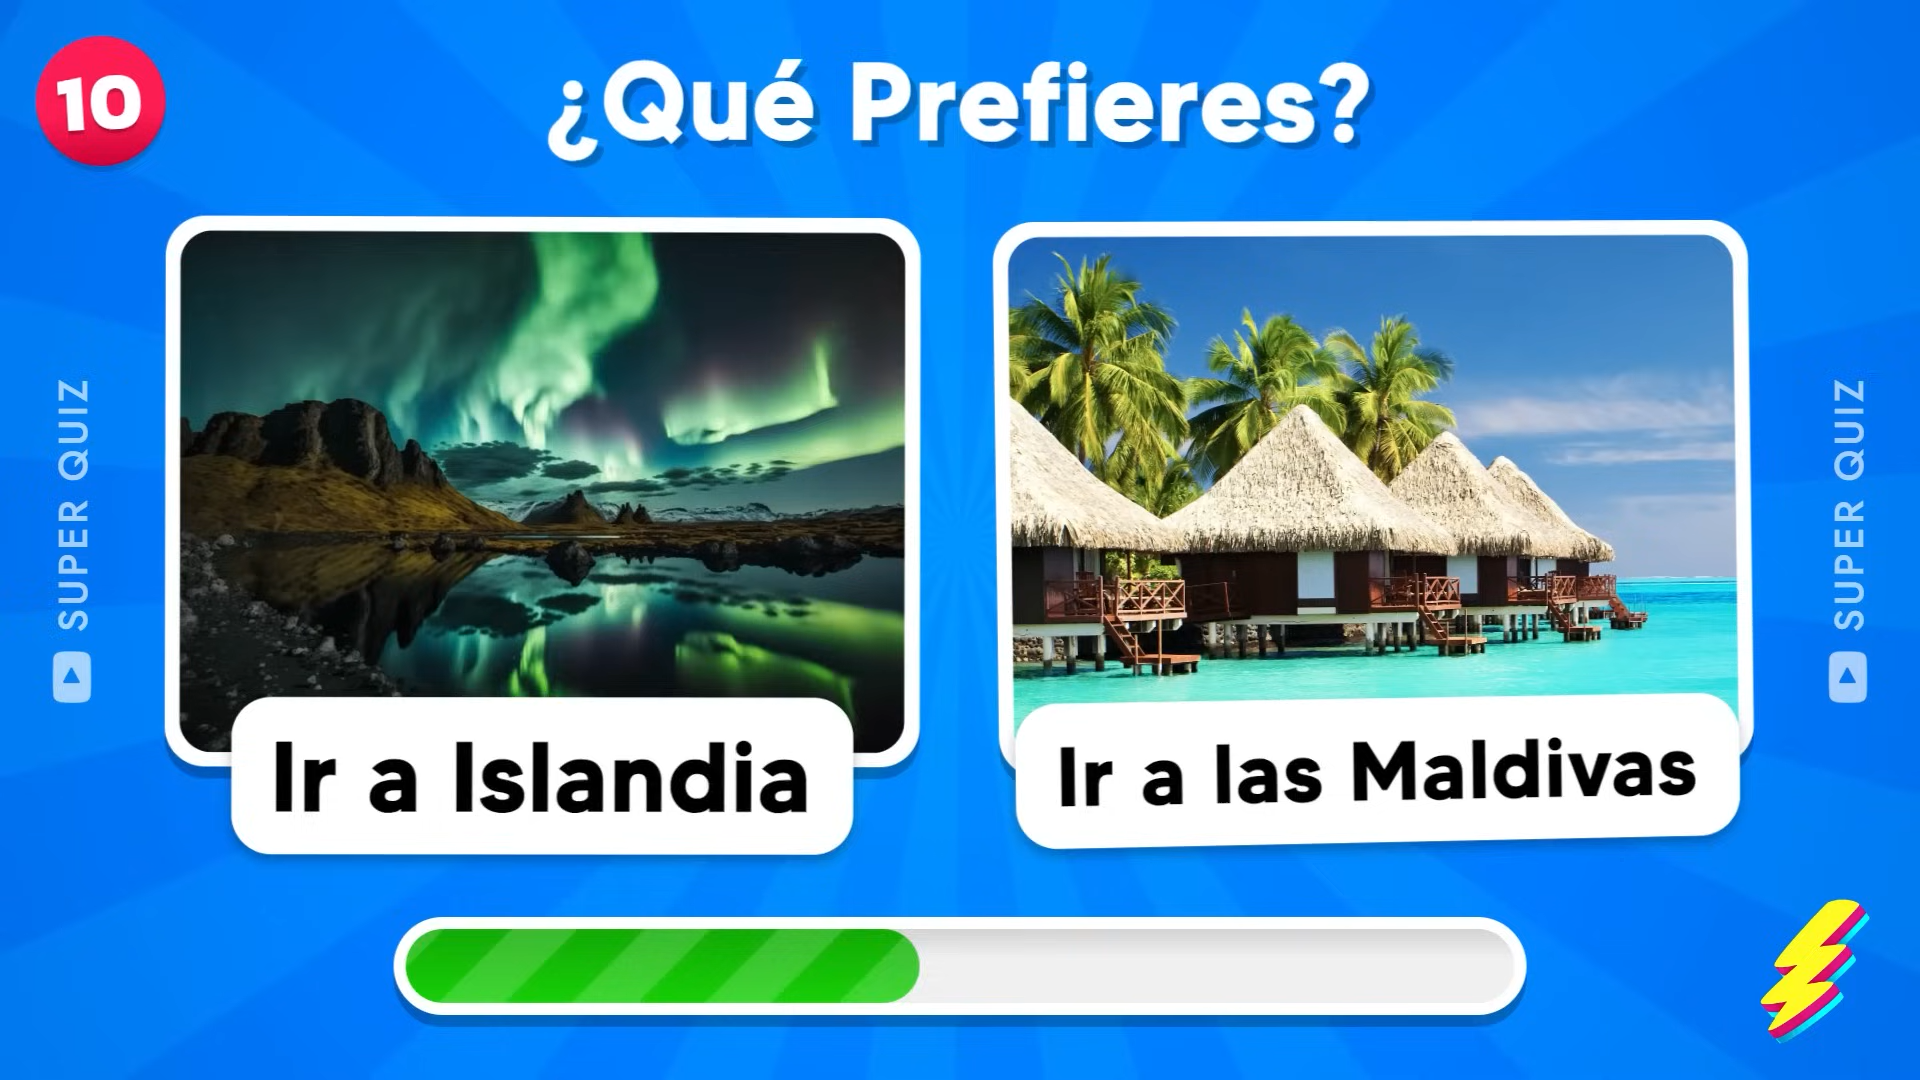 10
¿Qué Prefieres?
SUPER QUIZ
Ir a Islandia
Ir a las Maldivas
SUPER QUIZ